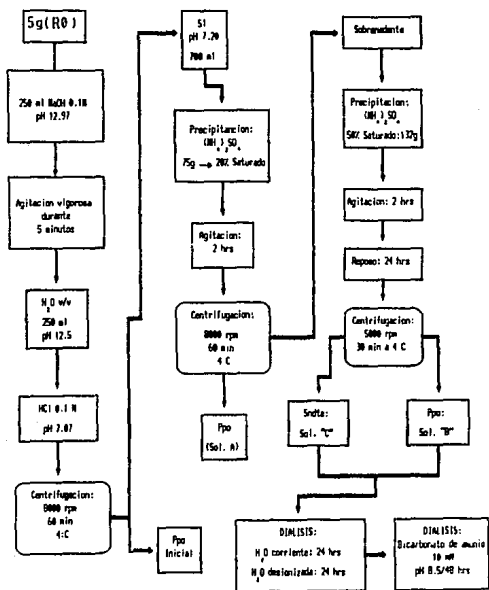 5g(R0)
250 ml NaOH 0.1N
pH 12.97
Agitacion vigorosa
durante
5 minutos
H2O v/v
250 ml
pH 12.5
HCl 0.1 N
pH 7.07
Centrifugacion:
8000 rpm
60 min
4:C
Ppo
Inicial
S1
pH 7.20
700 ml
Precipitancion:
(NH4)2SO4
75g → 20% Saturado
Agitacion:
2 hrs
Centrifugacion:
8000 rpm
60 min
4 C
Ppo
(Sol. A)
Sobrenadante
Precipitacion:
(NH4)2SO4
50% Saturado:137g
Agitacion: 2 hrs
Reposo: 24 hrs
Centrifugacion:
5000 rpm
30 min a 4 C
Sndte:
Sol. "C"
Ppo:
Sol. "B"
DIALISIS:
H2O corriente: 24 hrs
H2O desionizada: 24 hrs
DIALISIS:
Bicarbonato de amonio
10 mM
pH 8.5/48 hrs